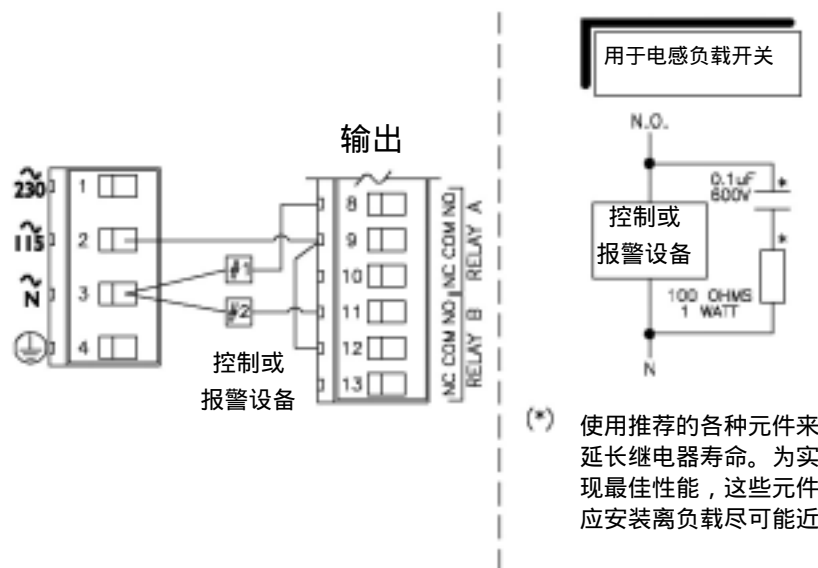 用于电感负载开关
输出
N.O.
0.1uF *
600V
控制或
报警设备
*
100 OHMS
1 WATT
N
230
115
N
1
2
3
4
#1
#2
控制或
报警设备
8
9
10
11
12
13
NC COM NO
RELAY A
NC COM NO
RELAY B
(*) 使用推荐的各种元件来
延长继电器寿命。为实
现最佳性能，这些元件
应安装离负载尽可能近